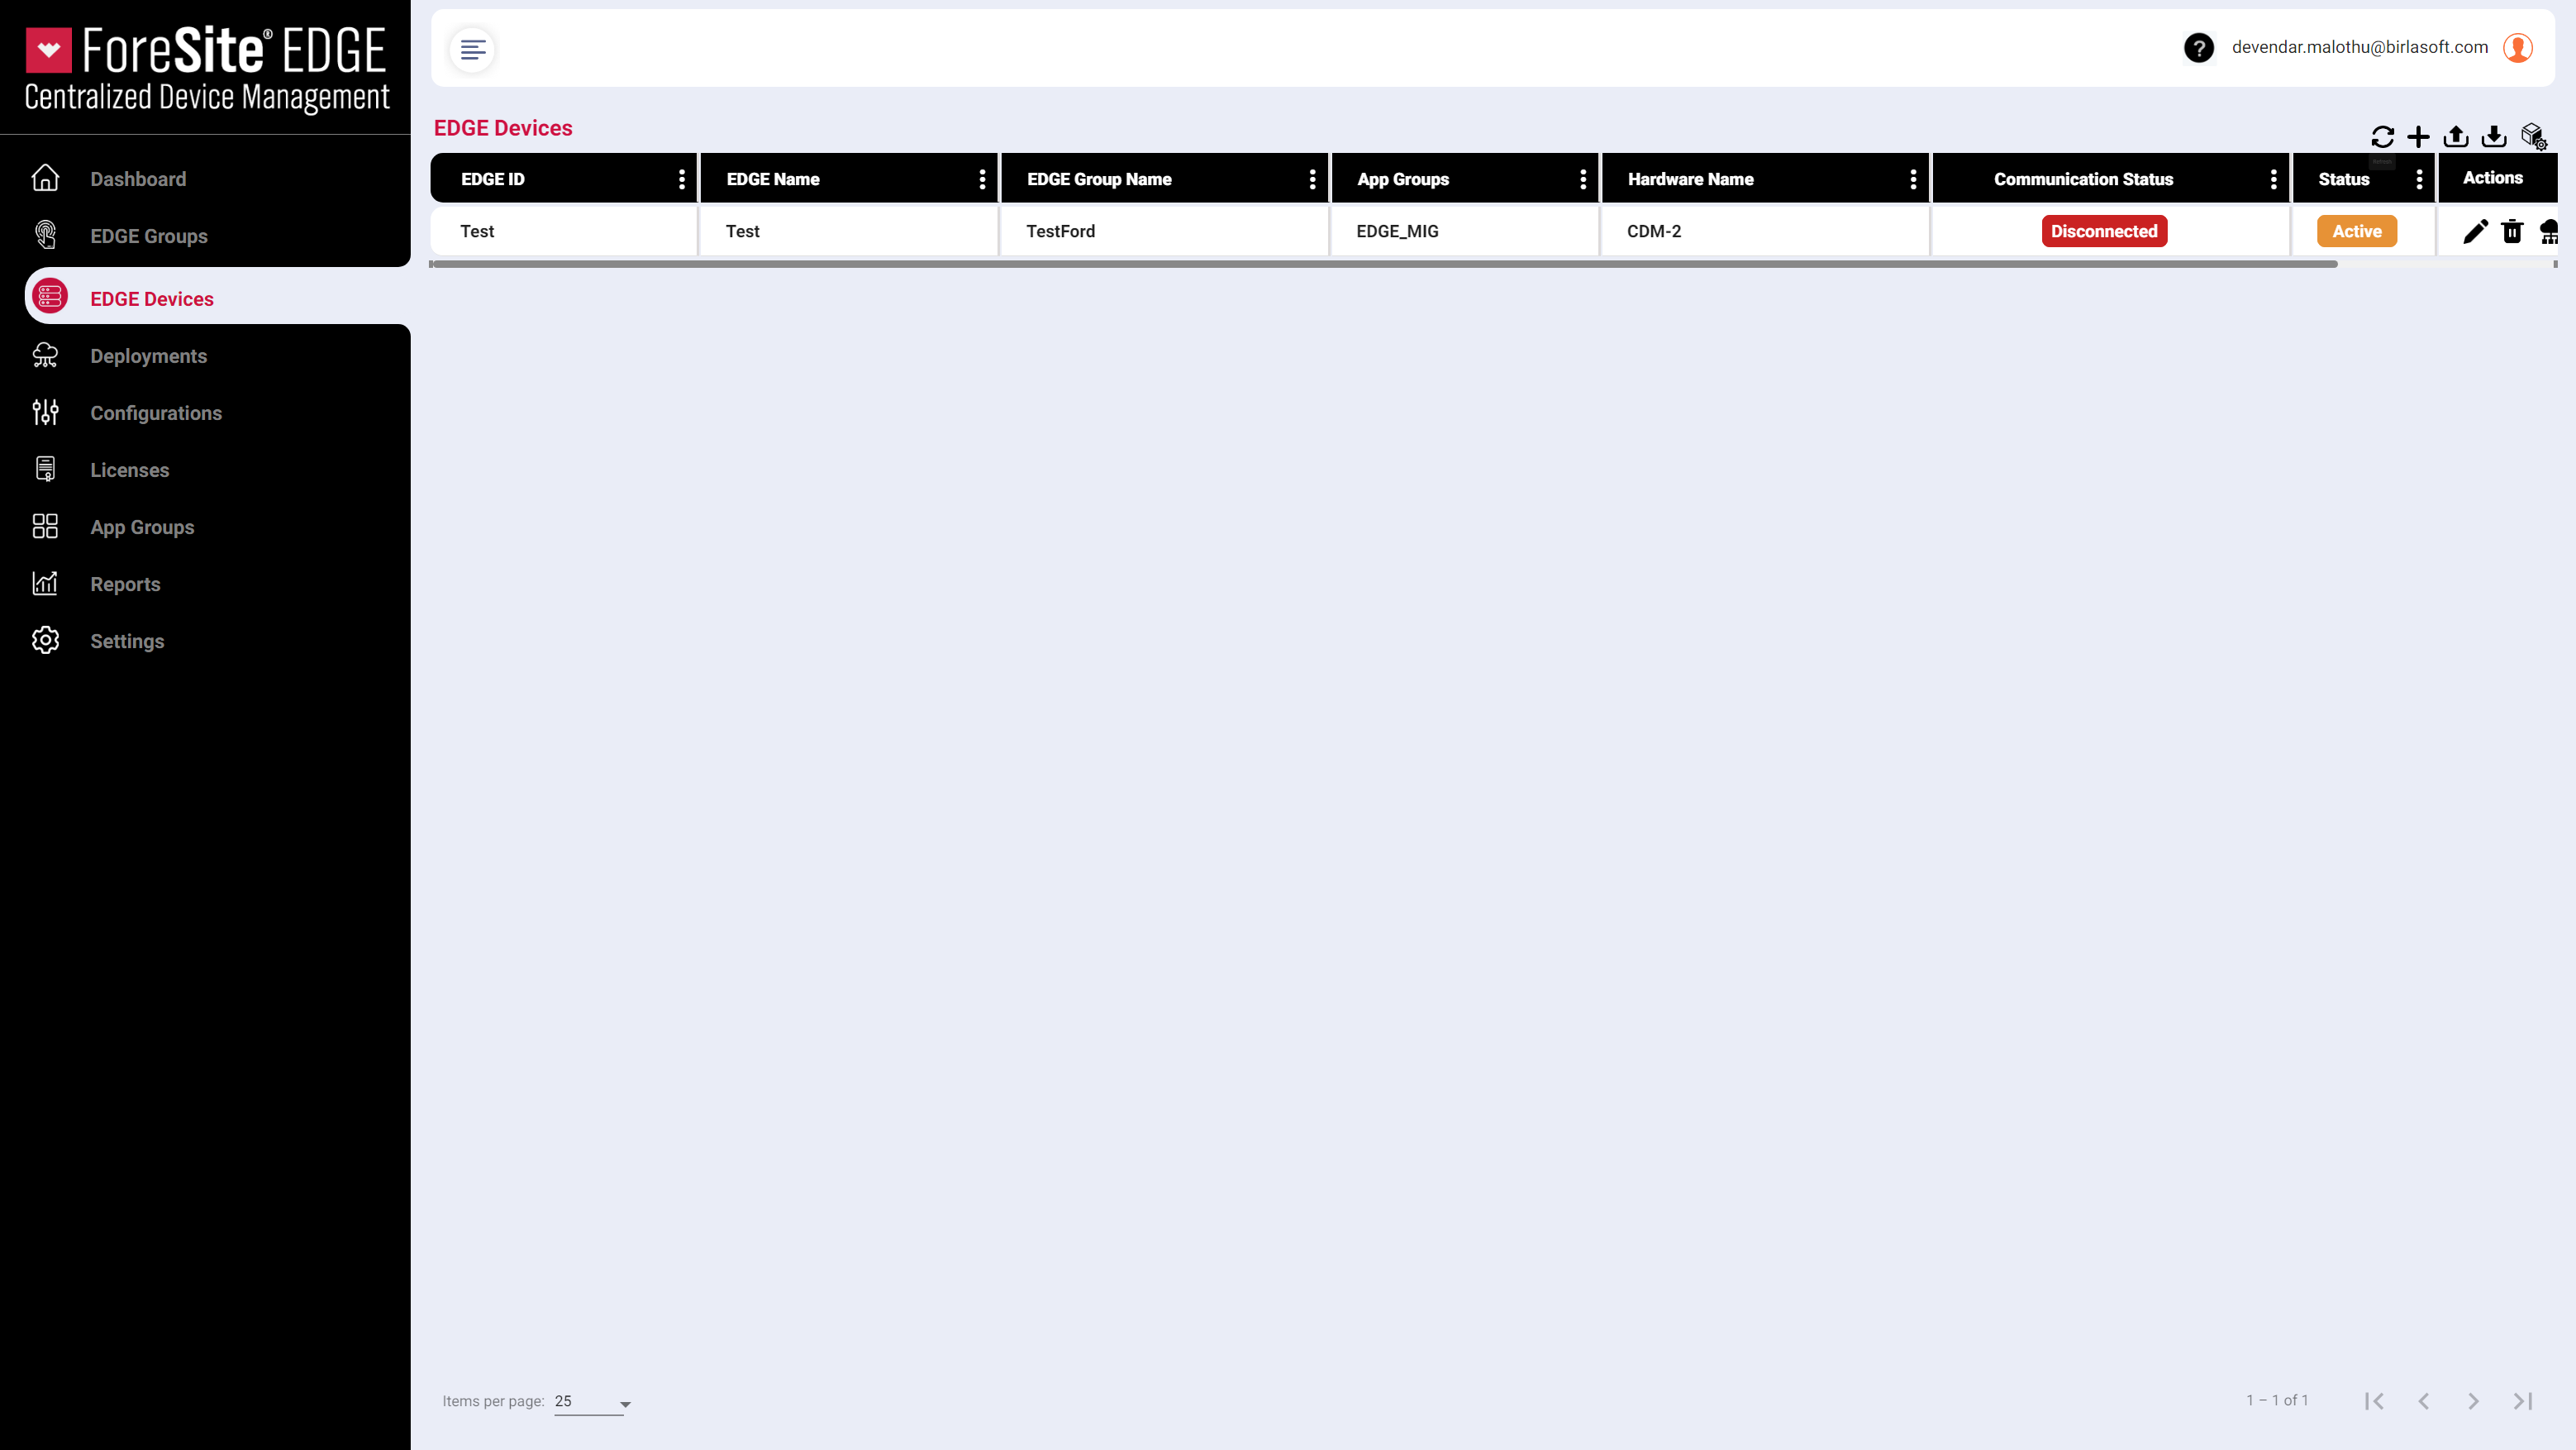 ForeSite® EDGE
Centralized Device Management
Dashboard
EDGE Groups
EDGE Devices
Deployments
Configurations
Licenses
App Groups
Reports
Settings
? devendar.malothu@birlasoft.com
EDGE Devices
EDGE ID EDGE Name EDGE Group Name App Groups Hardware Name Communication Status Status Actions
Test Test TestFord EDGE_MIG CDM-2 Disconnected Active
Items per page: 25
1 – 1 of 1